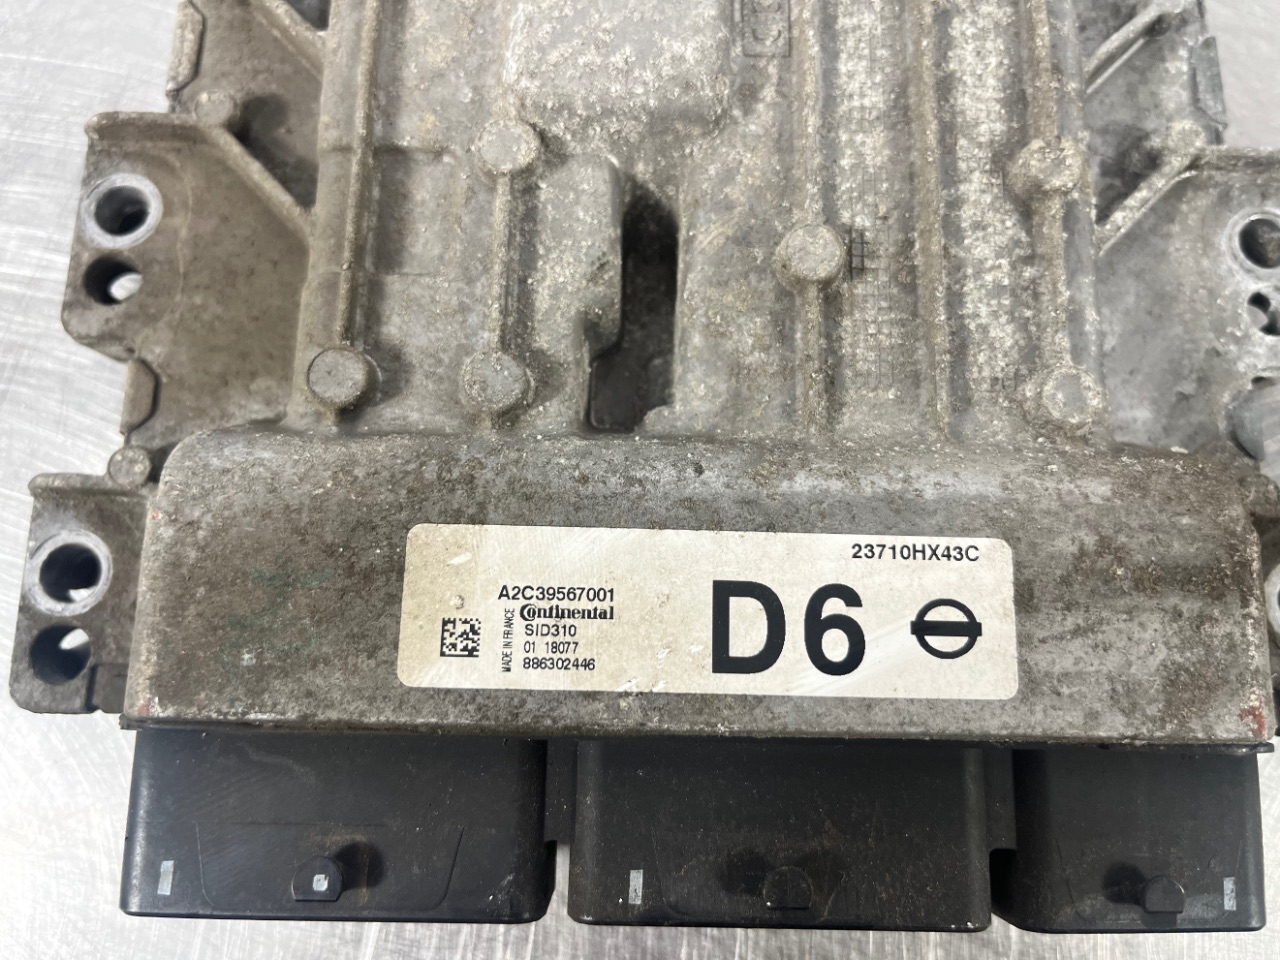 23710HX43C
A2C39567001
Continental
SID310
01 18077
886302446
MADE IN FRANCE
D6